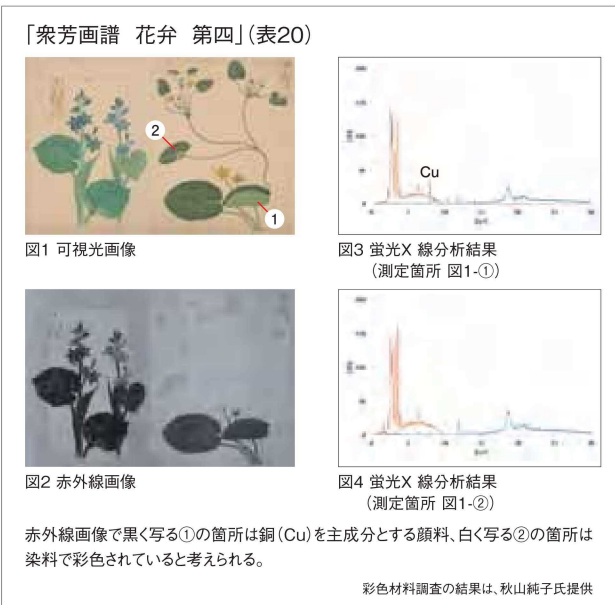 「衆芳画譜 花弁 第四」(表20)
2
1
図1 可視光画像
Cu
図3 蛍光X 線分析結果
(測定箇所 図1-①)
図2 赤外線画像
図4 蛍光X 線分析結果
(測定箇所 図1-②)
赤外線画像で黒く写る①の箇所は銅(Cu)を主成分とする顔料、白く写る②の箇所は
染料で彩色されていると考えられる。
彩色材料調査の結果は、秋山純子氏提供